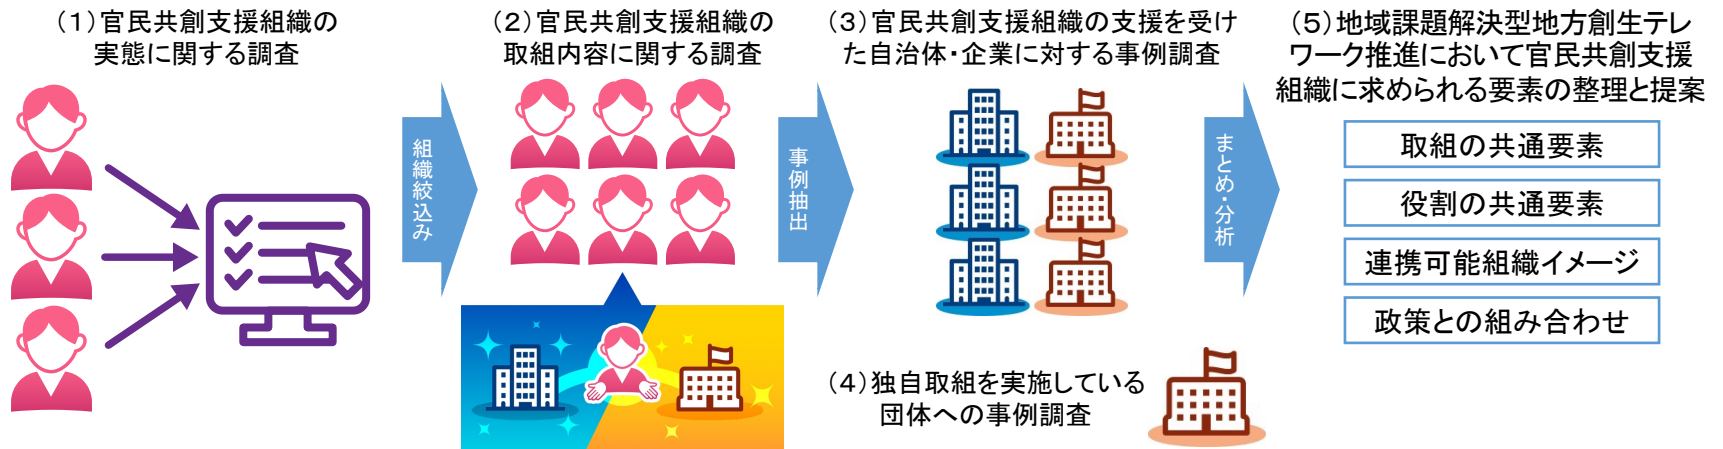 （１）官民共創支援組織の
実態に関する調査
組織絞込み
（２）官民共創支援組織の
取組内容に関する調査
事例抽出
（３）官民共創支援組織の支援を受け
た自治体・企業に対する事例調査
（４）独自取組を実施している
団体への事例調査
まとめ・分析
（５）地域課題解決型地方創生テレ
ワーク推進において官民共創支援
組織に求められる要素の整理と提案
取組の共通要素
役割の共通要素
連携可能組織イメージ
政策との組み合わせ